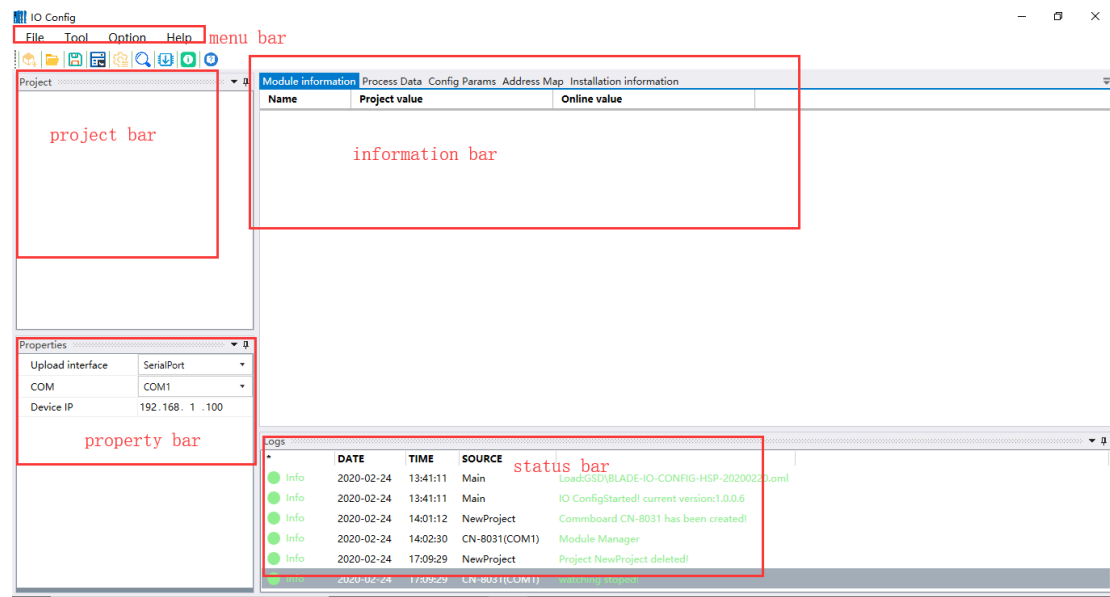 IO Config
File Tool Option Help menu bar
Project
project bar
Module information Process Data Config Params Address Map Installation information
Name Project value Online value
information bar
Properties
Upload interface SerialPort
COM COM1
Device IP 192.168. 1 .100
property bar
Logs
* DATE TIME SOURCE
status bar
Info 2020-02-24 13:41:11 Main Load:GSD\BLADE-IO-CONFIG-HSP-20200220.oml
Info 2020-02-24 13:41:11 Main IO ConfigStarted! current version:1.0.0.6
Info 2020-02-24 14:01:12 NewProject Commboard CN-8031 has been created!
Info 2020-02-24 14:02:30 CN-8031(COM1) Module Manager
Info 2020-02-24 17:09:29 NewProject Project NewProject deleted!
Info 2020-02-24 17:09:29 CN-8031(COM1) watching stoped!